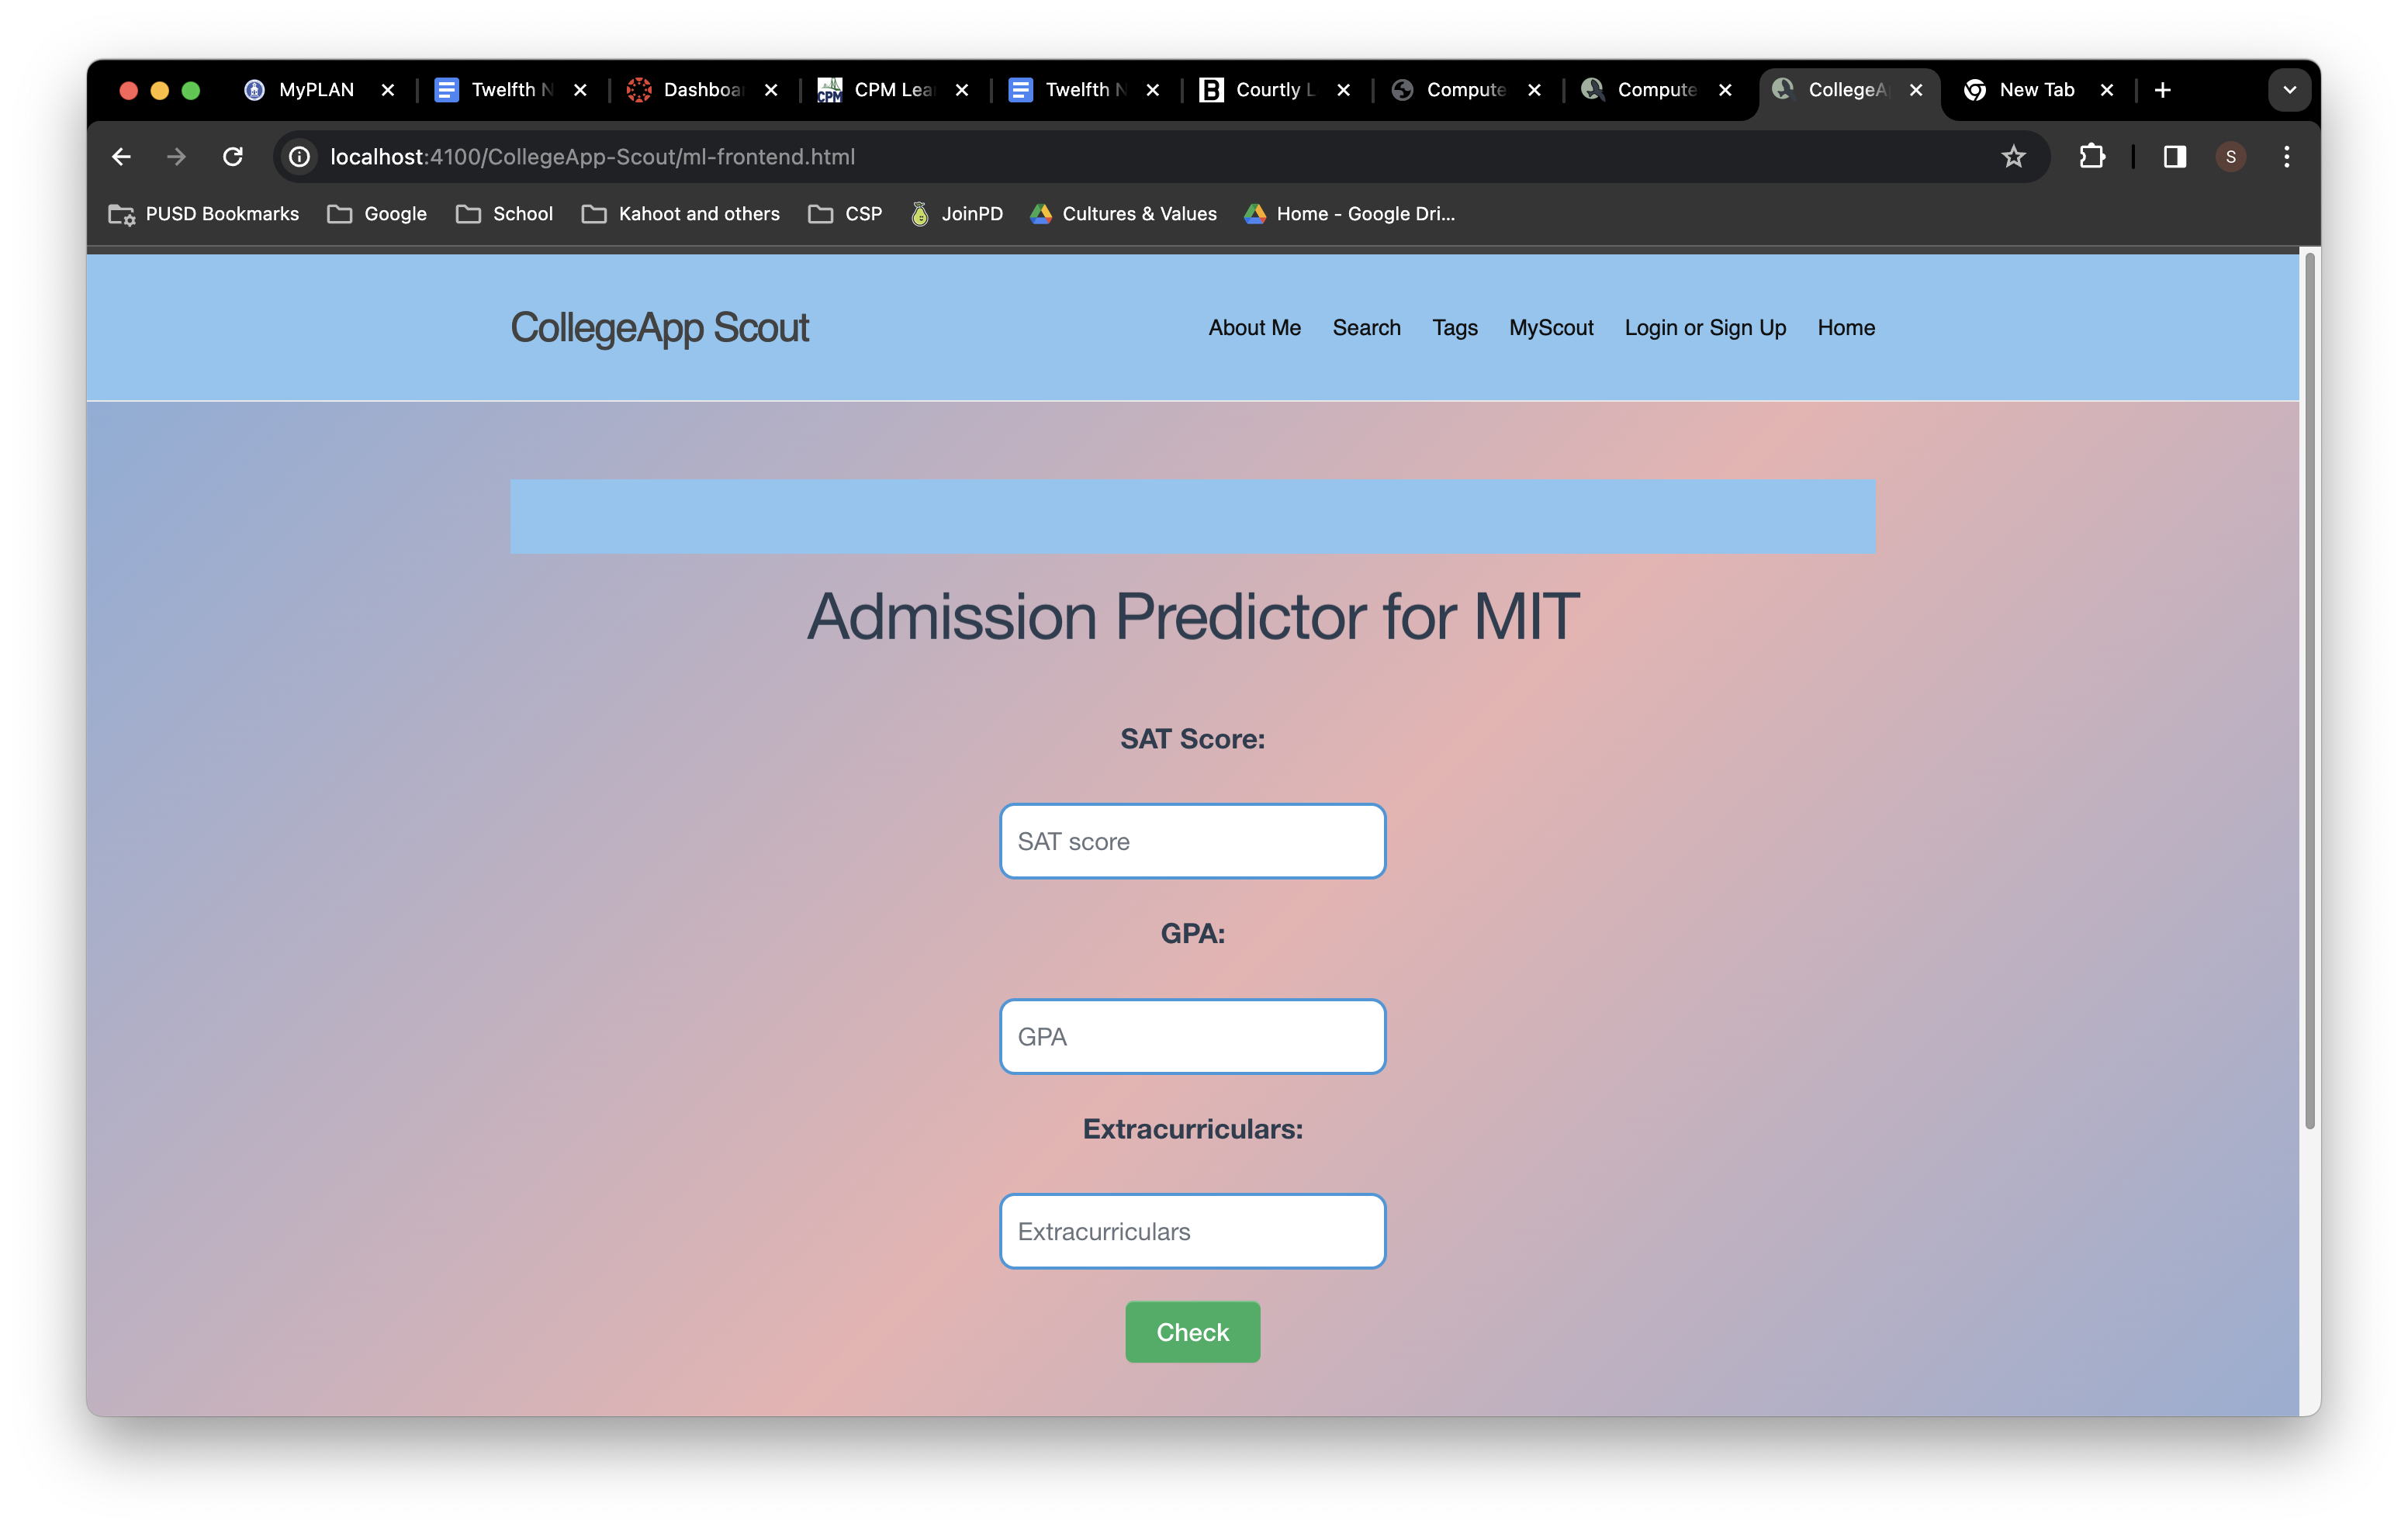 MyPLAN Twelfth N Dashboar CPM Lea Twelfth N Courtly L Compute Compute CollegeA New Tab
localhost:4100/CollegeApp-Scout/ml-frontend.html S
PUSD Bookmarks Google School Kahoot and others CSP JoinPD Cultures & Values Home - Google Dri...
CollegeApp Scout About Me Search Tags MyScout Login or Sign Up Home
Admission Predictor for MIT
SAT Score:
SAT score
GPA:
GPA
Extracurriculars:
Extracurriculars
Check